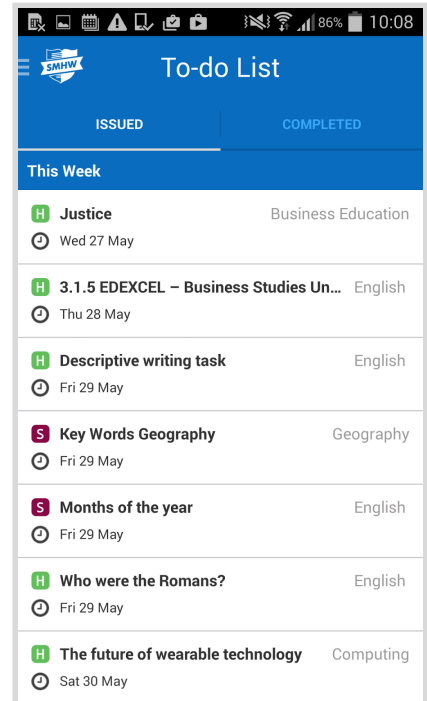 86% 10:08
SMHW To-do List
ISSUED COMPLETED
This Week
H Justice Business Education
Wed 27 May
H 3.1.5 EDEXCEL – Business Studies Un... English
Thu 28 May
H Descriptive writing task English
Fri 29 May
S Key Words Geography Geography
Fri 29 May
S Months of the year English
Fri 29 May
H Who were the Romans? English
Fri 29 May
H The future of wearable technology Computing
Sat 30 May